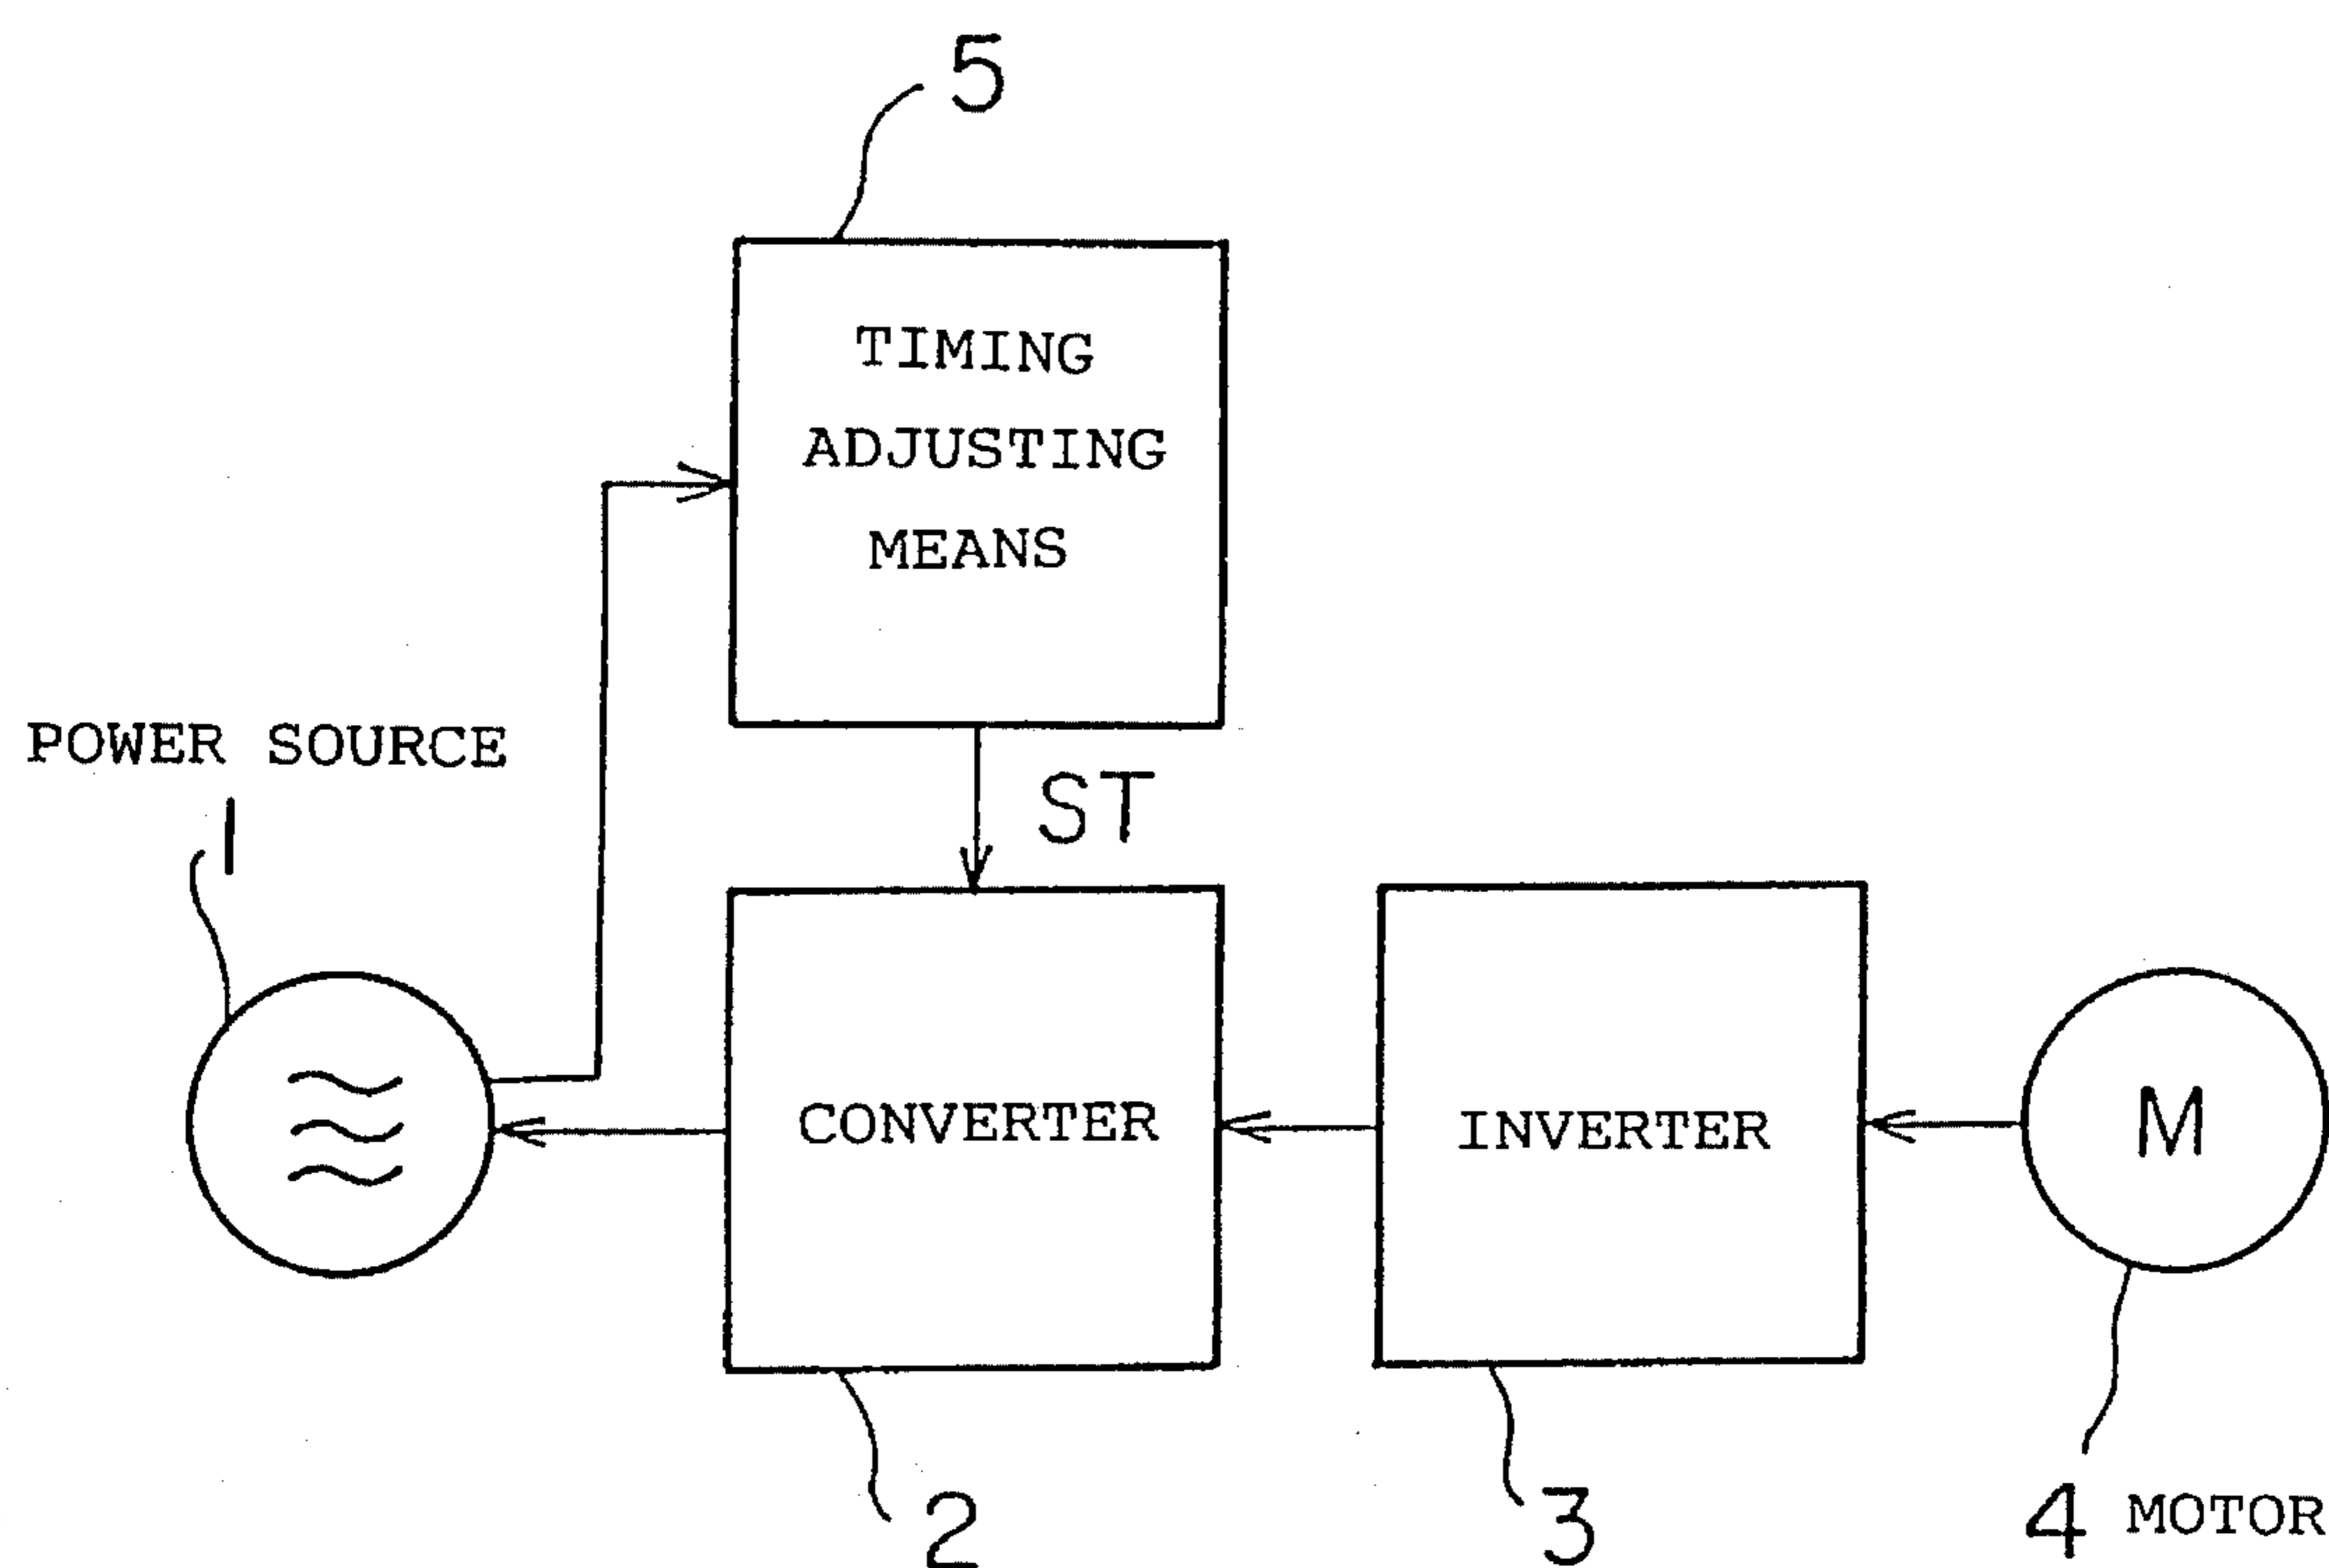 5
TIMING
ADJUSTING
MEANS
POWER SOURCE
1
ST
CONVERTER
INVERTER
M
2
3
4 MOTOR